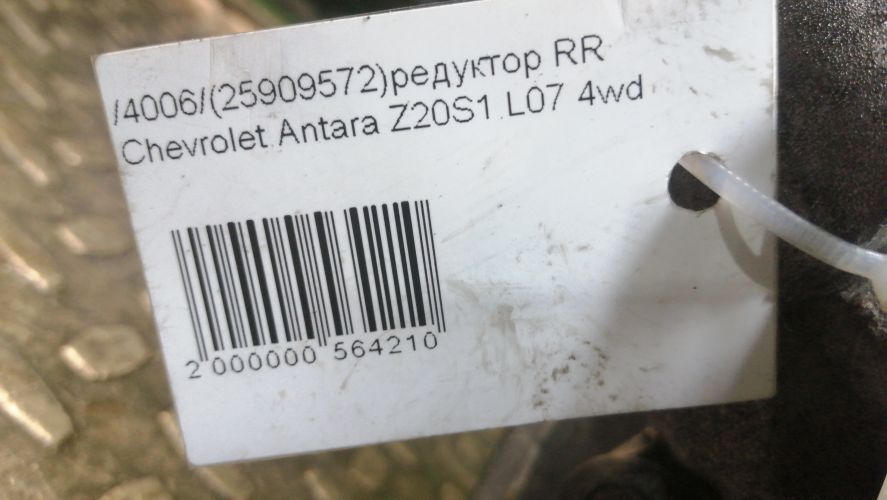 /4006/(25909572)редуктор RR
Chevrolet Antara Z20S1 L07 4wd
2 000000 564210